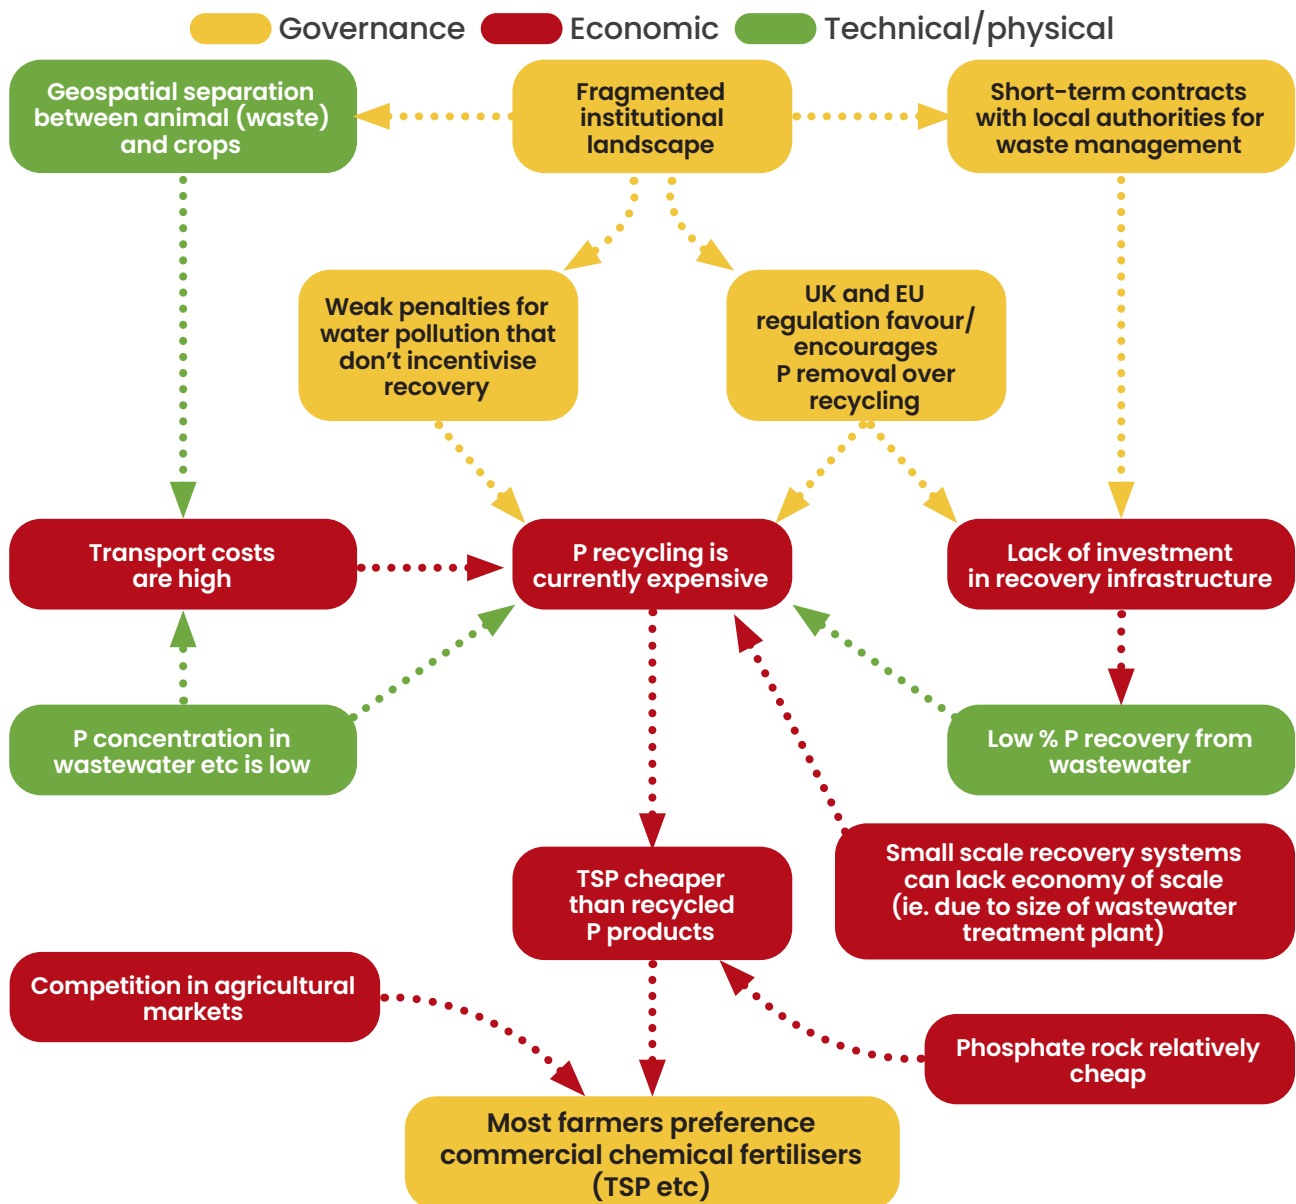 Governance Economic Technical/physical
Geospatial separation
between animal (waste)
and crops
Fragmented
institutional
landscape
Short-term contracts
with local authorities for
waste management
Weak penalties for
water pollution that
don't incentivise
recovery
UK and EU
regulation favour/
encourages
P removal over
recycling
Transport costs
are high
P recycling is
currently expensive
Lack of investment
in recovery infrastructure
P concentration in
wastewater etc is low
Low % P recovery from
wastewater
TSP cheaper
than recycled
P products
Small scale recovery systems
can lack economy of scale
(ie. due to size of wastewater
treatment plant)
Competition in agricultural
markets
Phosphate rock relatively
cheap
Most farmers preference
commercial chemical fertilisers
(TSP etc)